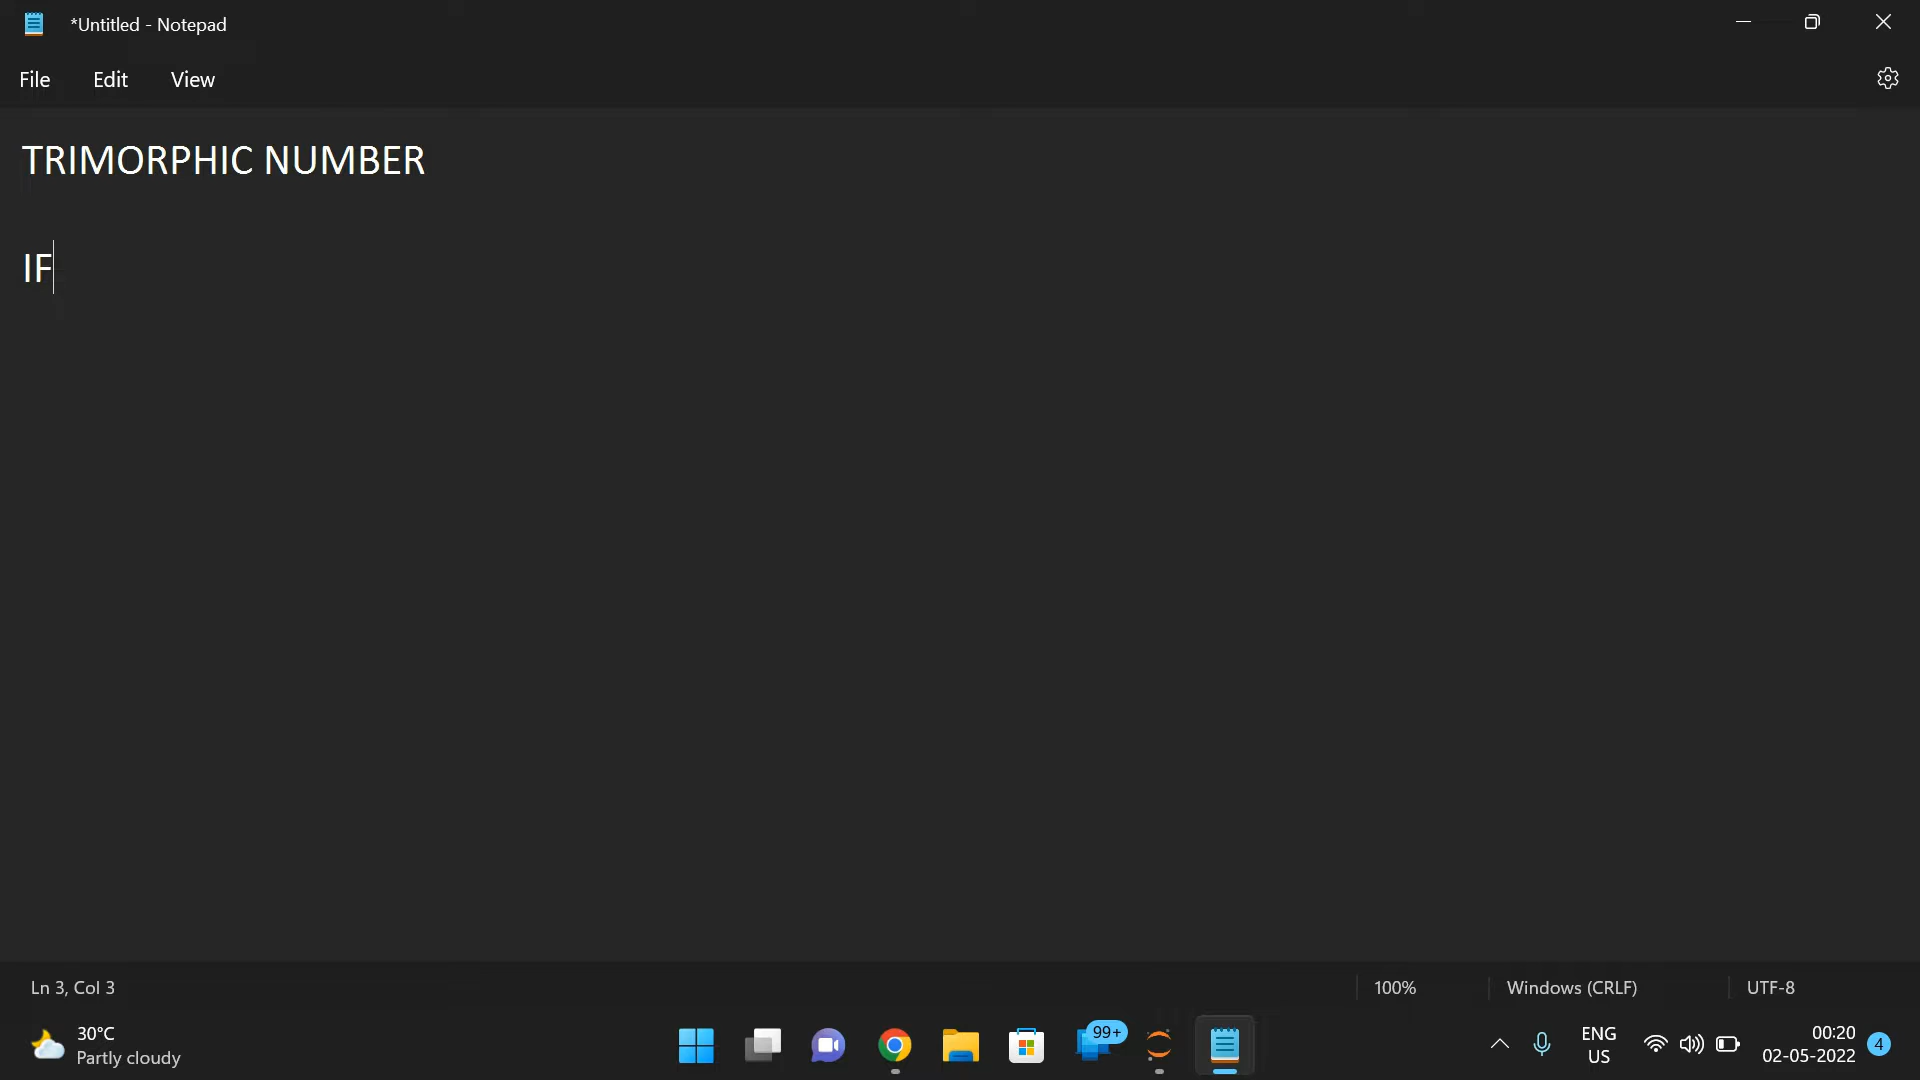 *Untitled - Notepad
File Edit View
TRIMORPHIC NUMBER
IF
Ln 3, Col 3 100% Windows (CRLF) UTF-8
30°C
Partly cloudy
99+
ENG
US
00:20
02-05-2022
4